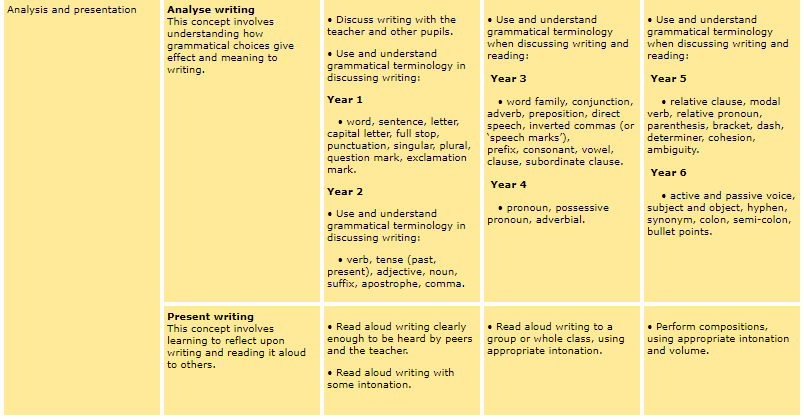 Analysis and presentation
Analyse writing
This concept involves
understanding how
grammatical choices give
effect and meaning to
writing.
• Discuss writing with the
teacher and other pupils.
• Use and understand
grammatical terminology in
discussing writing:
Year 1
• word, sentence, letter,
capital letter, full stop,
punctuation, singular, plural,
question mark, exclamation
mark.
Year 2
• Use and understand
grammatical terminology in
discussing writing:
• verb, tense (past,
present), adjective, noun,
suffix, apostrophe, comma.
• Use and understand
grammatical terminology
when discussing writing and
reading:
Year 3
• word family, conjunction,
adverb, preposition, direct
speech, inverted commas (or
‘speech marks’),
prefix, consonant, vowel,
clause, subordinate clause.
Year 4
• pronoun, possessive
pronoun, adverbial.
• Use and understand
grammatical terminology
when discussing writing and
reading:
Year 5
• relative clause, modal
verb, relative pronoun,
parenthesis, bracket, dash,
determiner, cohesion,
ambiguity.
Year 6
• active and passive voice,
subject and object, hyphen,
synonym, colon, semi-colon,
bullet points.
Present writing
This concept involves
learning to reflect upon
writing and reading it aloud
to others.
• Read aloud writing clearly
enough to be heard by peers
and the teacher.
• Read aloud writing with
some intonation.
• Read aloud writing to a
group or whole class, using
appropriate intonation.
• Perform compositions,
using appropriate intonation
and volume.